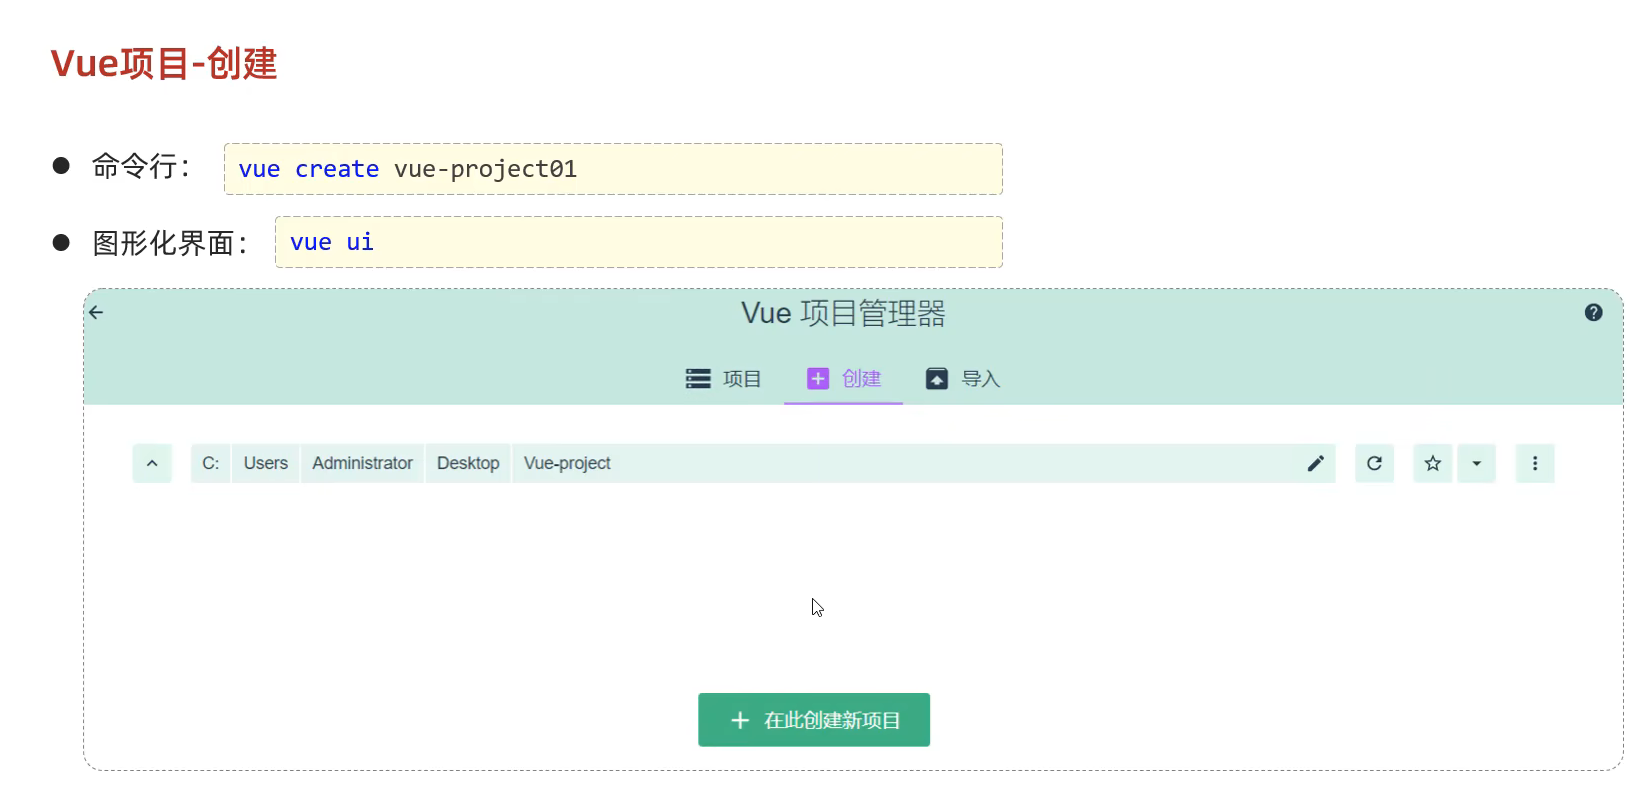 Vue项目-创建
命令行：
vue create vue-project01
图形化界面：
vue ui
Vue 项目管理器
项目 创建 导入
C: Users Administrator Desktop Vue-project
在此创建新项目